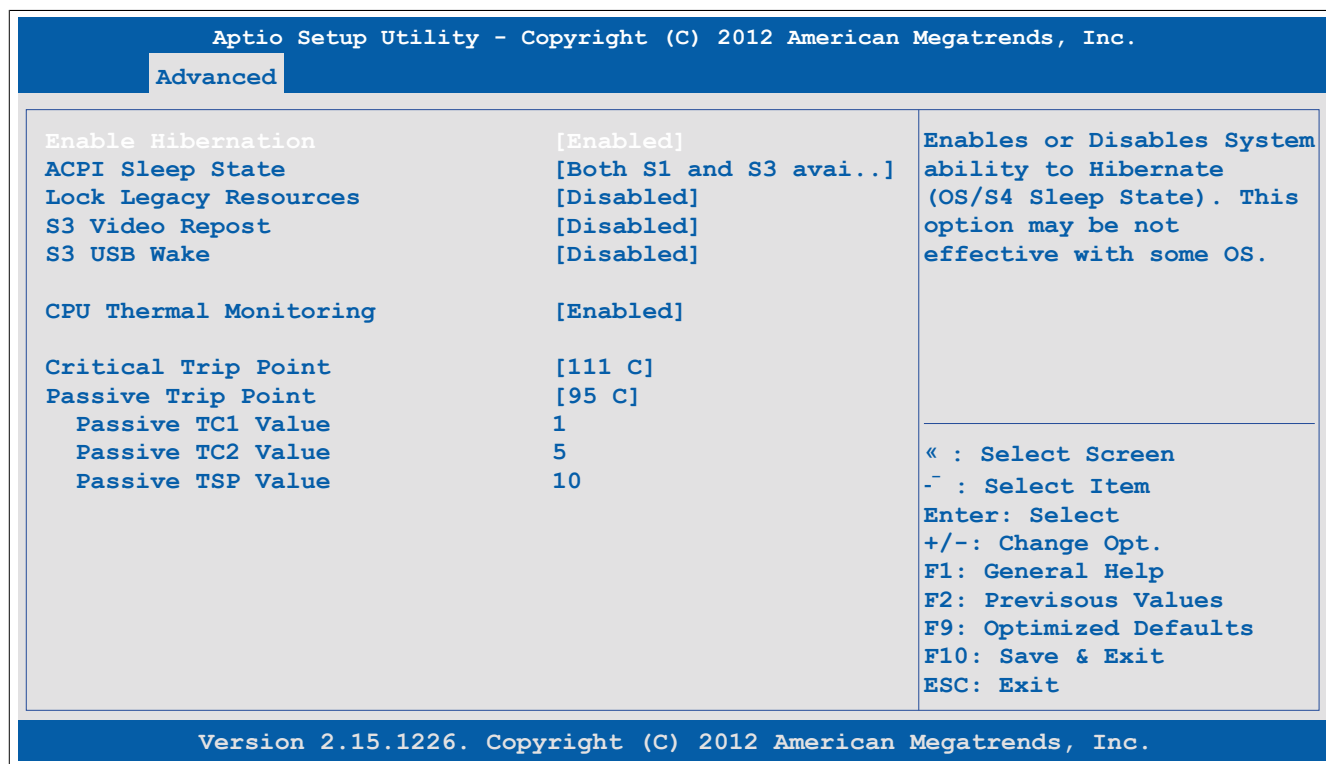 Aptio Setup Utility - Copyright (C) 2012 American Megatrends, Inc.
Advanced
Enable Hibernation [Enabled]
ACPI Sleep State [Both S1 and S3 avai..]
Lock Legacy Resources [Disabled]
S3 Video Repost [Disabled]
S3 USB Wake [Disabled]
CPU Thermal Monitoring [Enabled]
Critical Trip Point [111 C]
Passive Trip Point [95 C]
Passive TC1 Value 1
Passive TC2 Value 5
Passive TSP Value 10
Enables or Disables System
ability to Hibernate
(OS/S4 Sleep State). This
option may be not
effective with some OS.
« : Select Screen
-¯ : Select Item
Enter: Select
+/-: Change Opt.
F1: General Help
F2: Previsous Values
F9: Optimized Defaults
F10: Save & Exit
ESC: Exit
Version 2.15.1226. Copyright (C) 2012 American Megatrends, Inc.